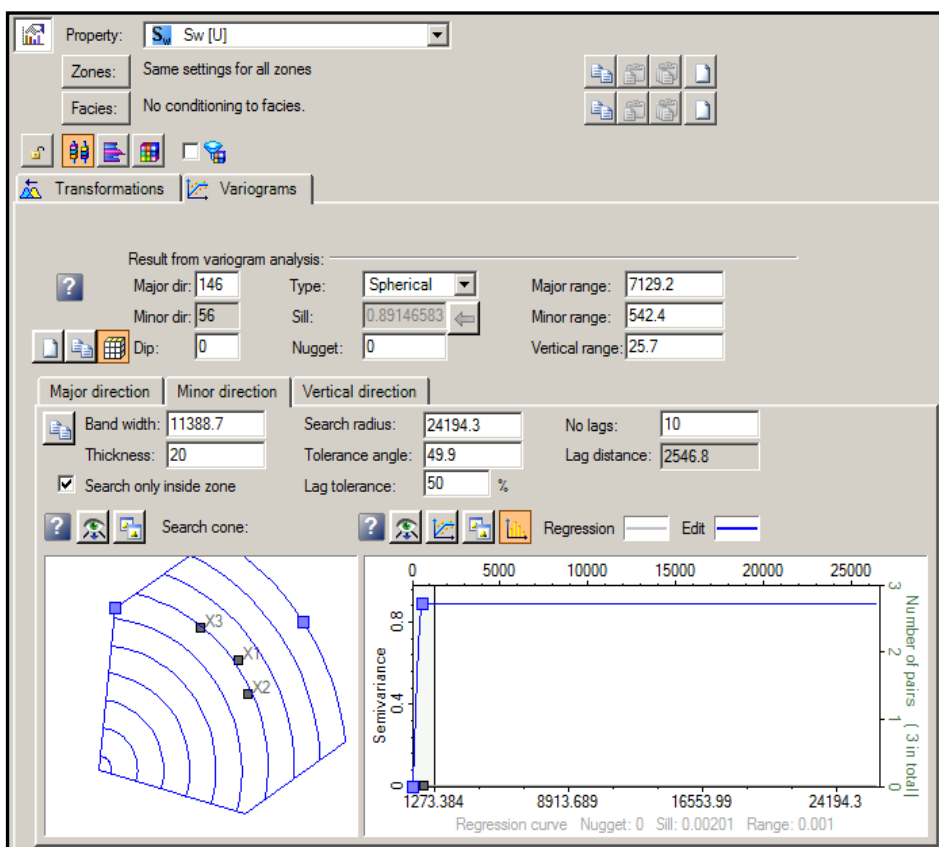 Property: Sw Sw [U]
Zones: Same settings for all zones
Facies: No conditioning to facies.
Transformations Variograms
Result from variogram analysis:
Major dir: 146 Type: Spherical Major range: 7129.2
Minor dir: 56 Sill: 0.89146583 Minor range: 542.4
Dip: 0 Nugget: 0 Vertical range: 25.7
Major direction Minor direction Vertical direction
Band width: 11388.7 Search radius: 24194.3 No lags: 10
Thickness: 20 Tolerance angle: 49.9 Lag distance: 2546.8
Search only inside zone Lag tolerance: 50 %
? Search cone: ? Regression Edit
X3
X1
X2
0 5000 10000 15000 20000 25000
Semivariance
0 0.4 0.8
Number of pairs (3 in total)
0 1 2 3
1273.384 8913.689 16553.99 24194.3
Regression curve Nugget: 0 Sill: 0.00201 Range: 0.001